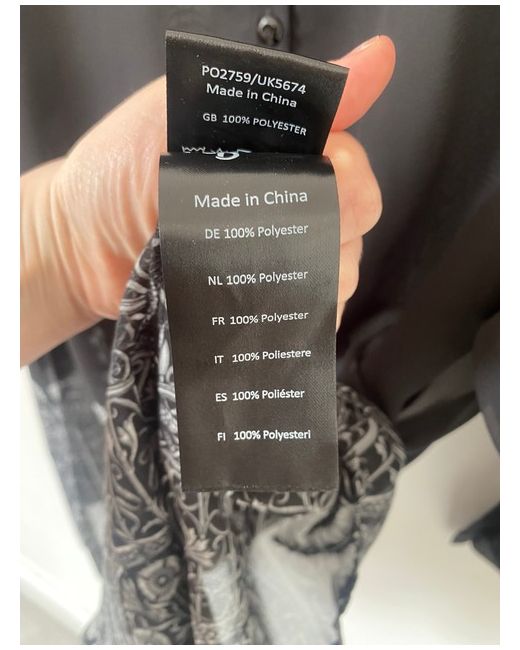 PO2759/UK5674
Made in China
GB 100% POLYESTER
Made in China
DE 100% Polyester
NL 100% Polyester
FR 100% Polyester
IT 100% Poliestere
ES 100% Poliéster
FI 100% Polyesteri